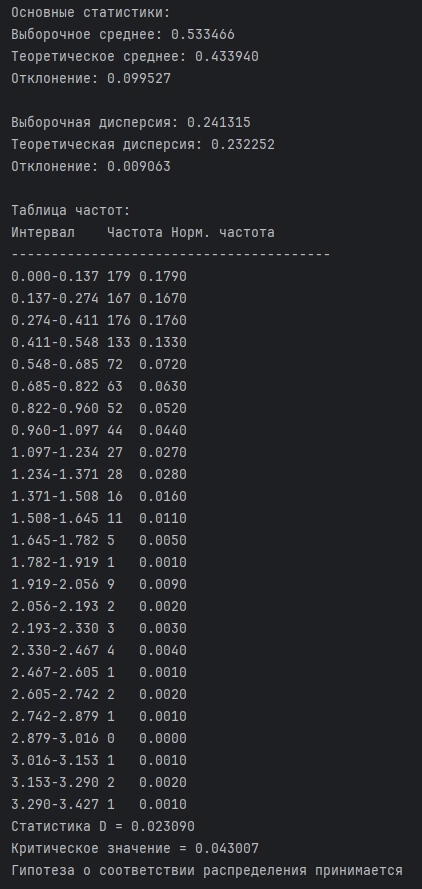 Основные статистики:
Выборочное среднее: 0.533466
Теоретическое среднее: 0.433940
Отклонение: 0.099527
Выборочная дисперсия: 0.241315
Теоретическая дисперсия: 0.232252
Отклонение: 0.009063
Таблица частот:
Интервал    Частота Норм. частота
----------------------------------------
0.000-0.137 179 0.1790
0.137-0.274 167 0.1670
0.274-0.411 176 0.1760
0.411-0.548 133 0.1330
0.548-0.685 72  0.0720
0.685-0.822 63  0.0630
0.822-0.960 52  0.0520
0.960-1.097 44  0.0440
1.097-1.234 27  0.0270
1.234-1.371 28  0.0280
1.371-1.508 16  0.0160
1.508-1.645 11  0.0110
1.645-1.782 5   0.0050
1.782-1.919 1   0.0010
1.919-2.056 9   0.0090
2.056-2.193 2   0.0020
2.193-2.330 3   0.0030
2.330-2.467 4   0.0040
2.467-2.605 1   0.0010
2.605-2.742 2   0.0020
2.742-2.879 1   0.0010
2.879-3.016 0   0.0000
3.016-3.153 1   0.0010
3.153-3.290 2   0.0020
3.290-3.427 1   0.0010
Статистика D = 0.023090
Критическое значение = 0.043007
Гипотеза о соответствии распределения принимается